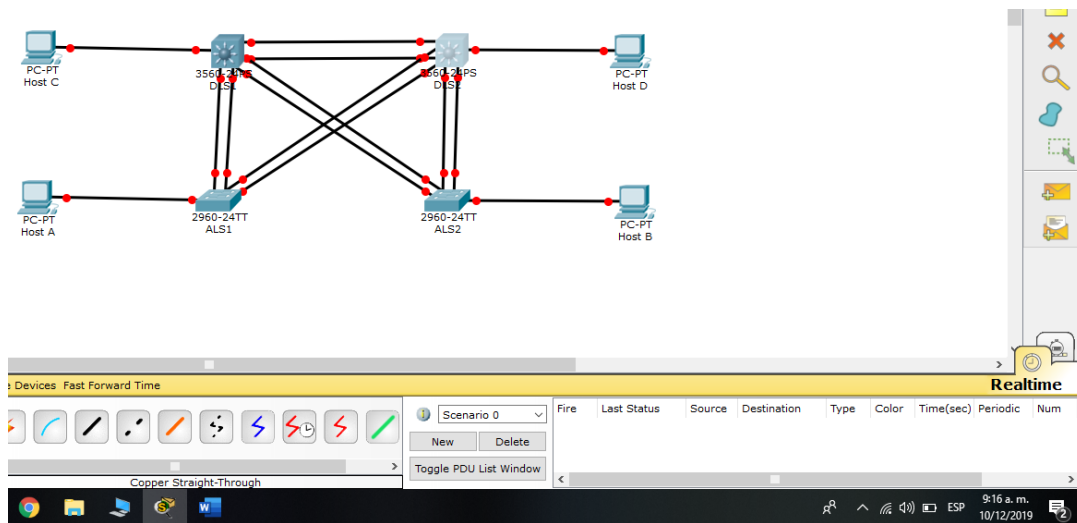 PC-PT
Host C
3560-24PS
DLS1
3560-24PS
DLS2
PC-PT
Host D
PC-PT
Host A
2960-24TT
ALS1
2960-24TT
ALS2
PC-PT
Host B
Realtime
Devices Fast Forward Time
Scenario 0
Fire Last Status Source Destination Type Color Time(sec) Periodic Num
New Delete
Toggle PDU List Window
Copper Straight-Through
ESP
9:16 a. m.
10/12/2019
2